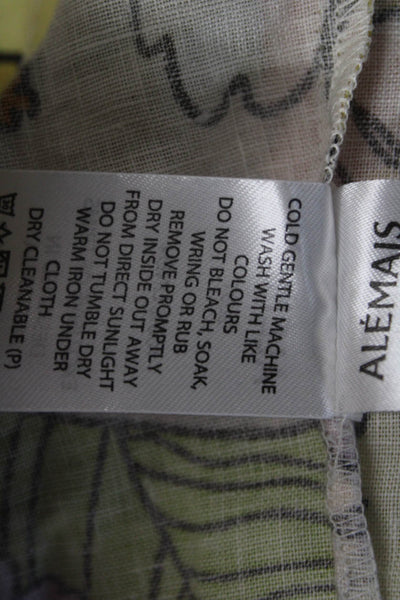 COLD GENTLE MACHINE
WASH WITH LIKE
COLOURS
DO NOT BLEACH, SOAK,
WRING OR RUB
REMOVE PROMPTLY
DRY INSIDE OUT AWAY
FROM DIRECT SUNLIGHT
DO NOT TUMBLE DRY
WARM IRON UNDER
CLOTH
DRY CLEANABLE (P)
ALÉMAIS